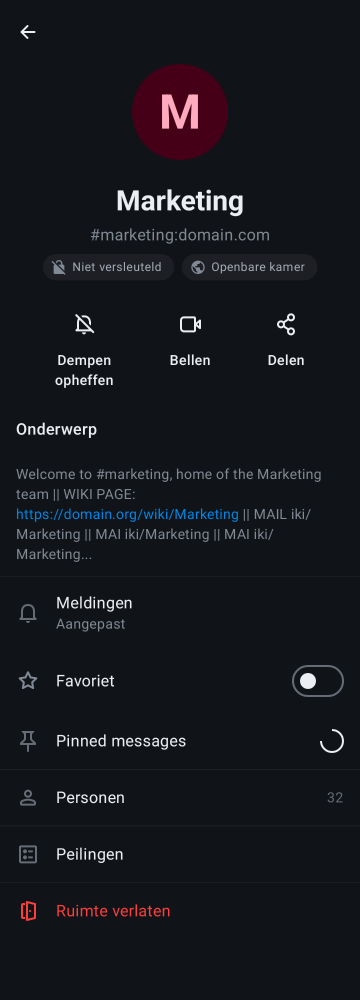 M
Marketing
#marketing:domain.com
Niet versleuteld
Openbare kamer
Dempen
opheffen
Bellen
Delen
Onderwerp
Welcome to #marketing, home of the Marketing
team || WIKI PAGE:
https://domain.org/wiki/Marketing || MAIL iki/
Marketing || MAI iki/Marketing || MAI iki/
Marketing...
Meldingen
Aangepast
Favoriet
Pinned messages
Personen 32
Peilingen
Ruimte verlaten